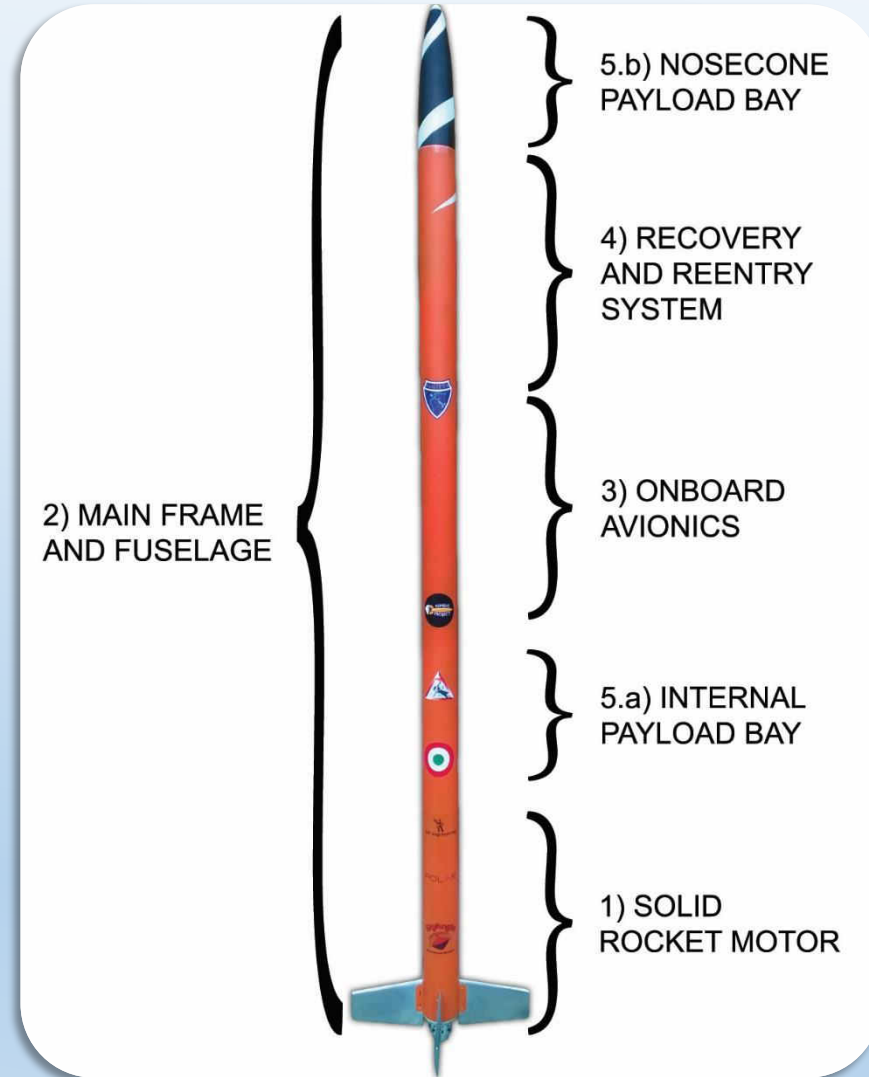 5.b) NOSECONE
PAYLOAD BAY
4) RECOVERY
AND REENTRY
SYSTEM
2) MAIN FRAME
AND FUSELAGE
3) ONBOARD
AVIONICS
5.a) INTERNAL
PAYLOAD BAY
1) SOLID
ROCKET MOTOR